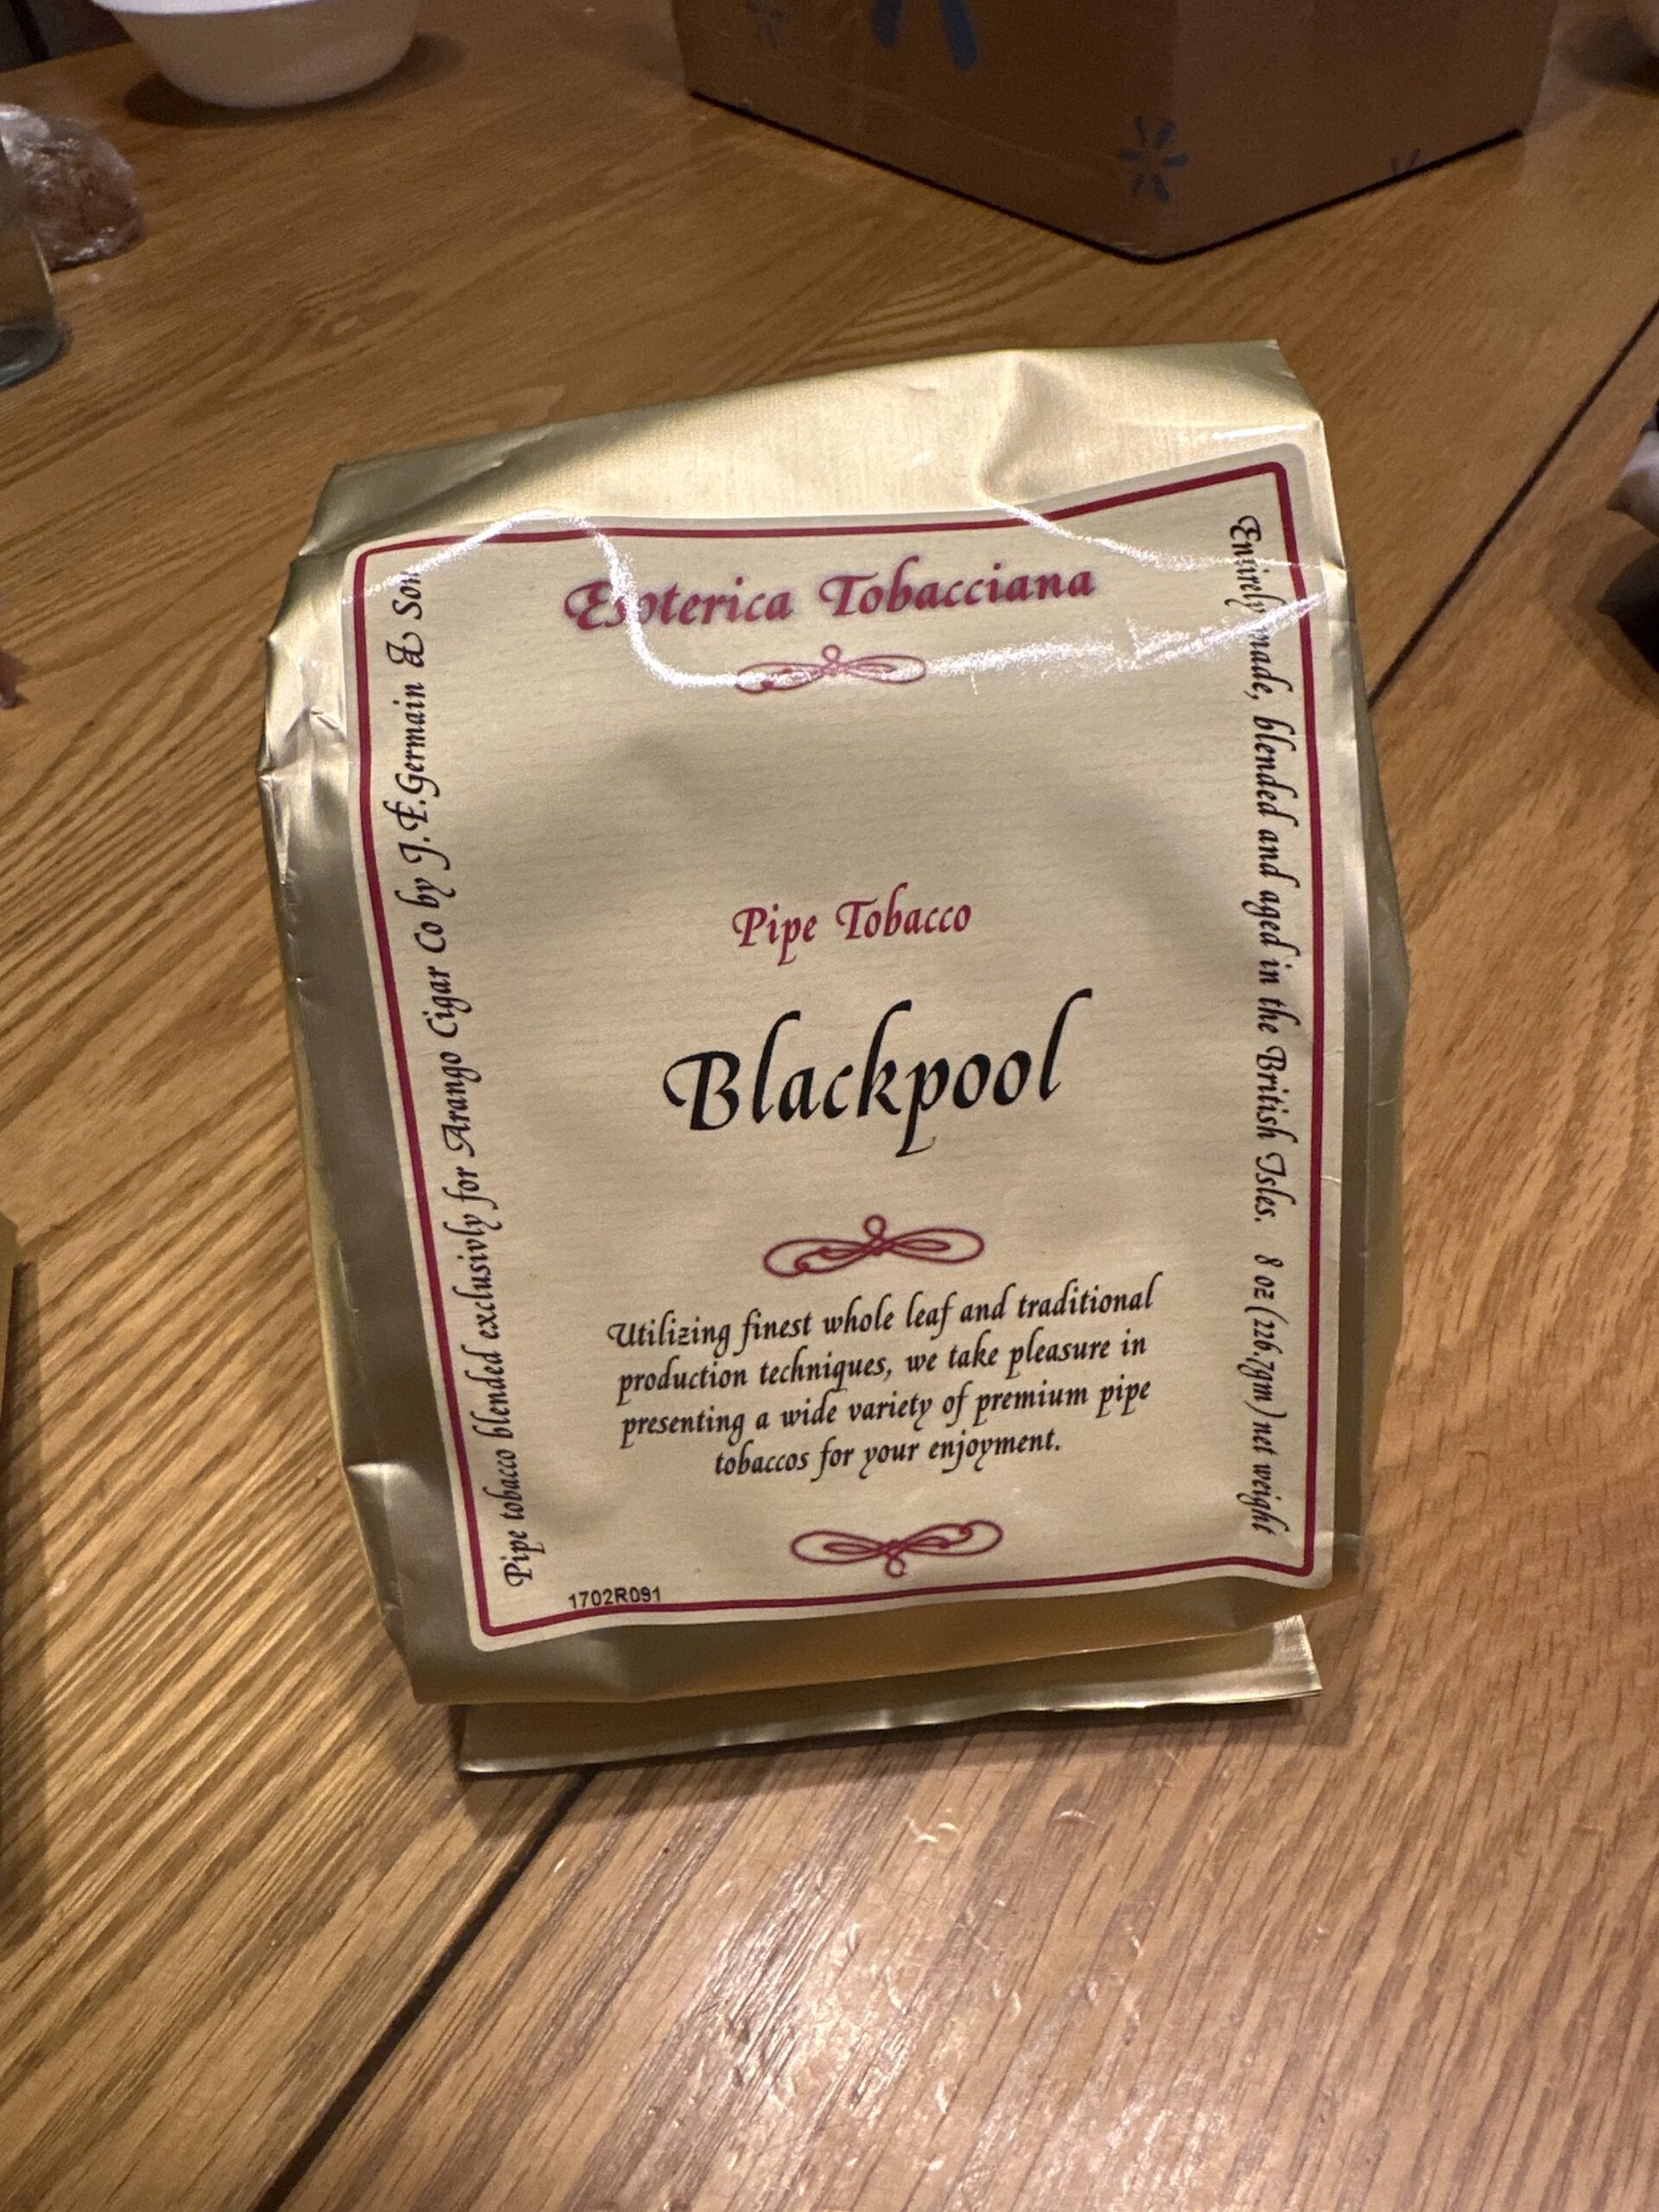 Esoterica Tobacciana
Pipe Tobacco
Blackpool
Utilizing finest whole leaf and traditional
production techniques, we take pleasure in
presenting a wide variety of premium pipe
tobaccos for your enjoyment.
1702R091
Pipe tobacco blended exclusivly for Arango Cigar Co by J.F.Germain & Son
Entirely made, blended and aged in the British Isles. 8 oz (226.7gm) net weight